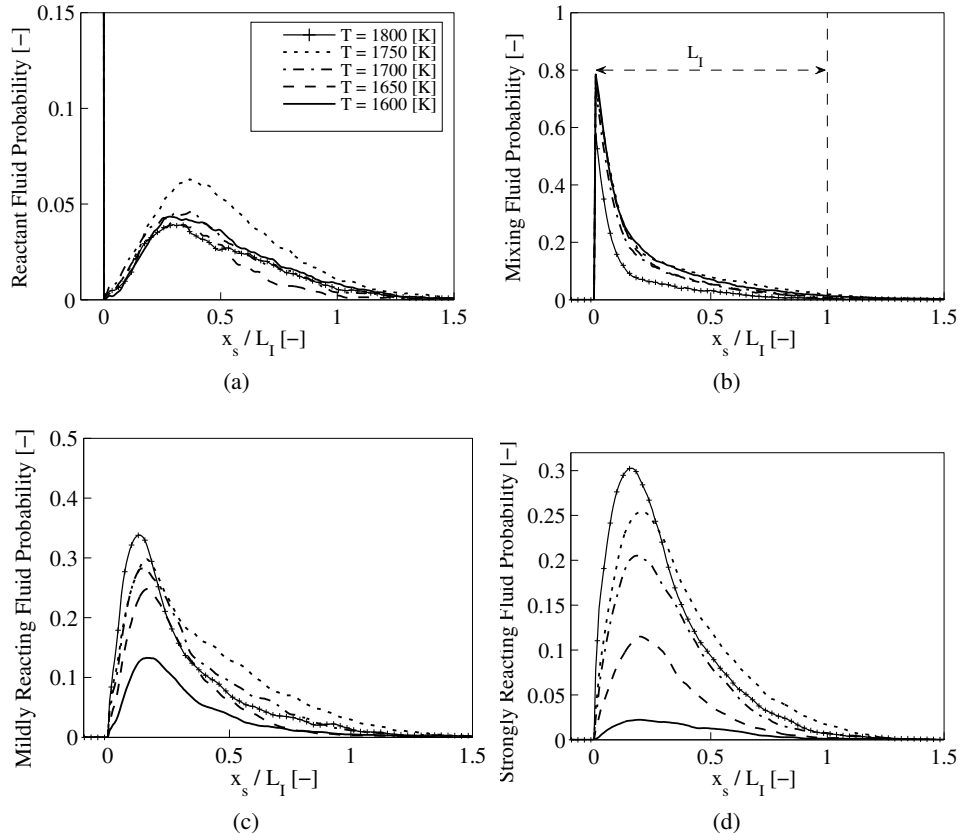 0.15
0.1
0.05
0
Reactant Fluid Probability [−]
T = 1800 [K]
T = 1750 [K]
T = 1700 [K]
T = 1650 [K]
T = 1600 [K]
0 0.5 1 1.5
x_s / L_I [−]
(a)
1
0.8
0.6
0.4
0.2
0
Mixing Fluid Probability [−]
L_I
0 0.5 1 1.5
x_s / L_I [−]
(b)
0.5
0.4
0.3
0.2
0.1
0
Mildly Reacting Fluid Probability [−]
0 0.5 1 1.5
x_s / L_I [−]
(c)
0.3
0.25
0.2
0.15
0.1
0.05
0
Strongly Reacting Fluid Probability [−]
0 0.5 1 1.5
x_s / L_I [−]
(d)